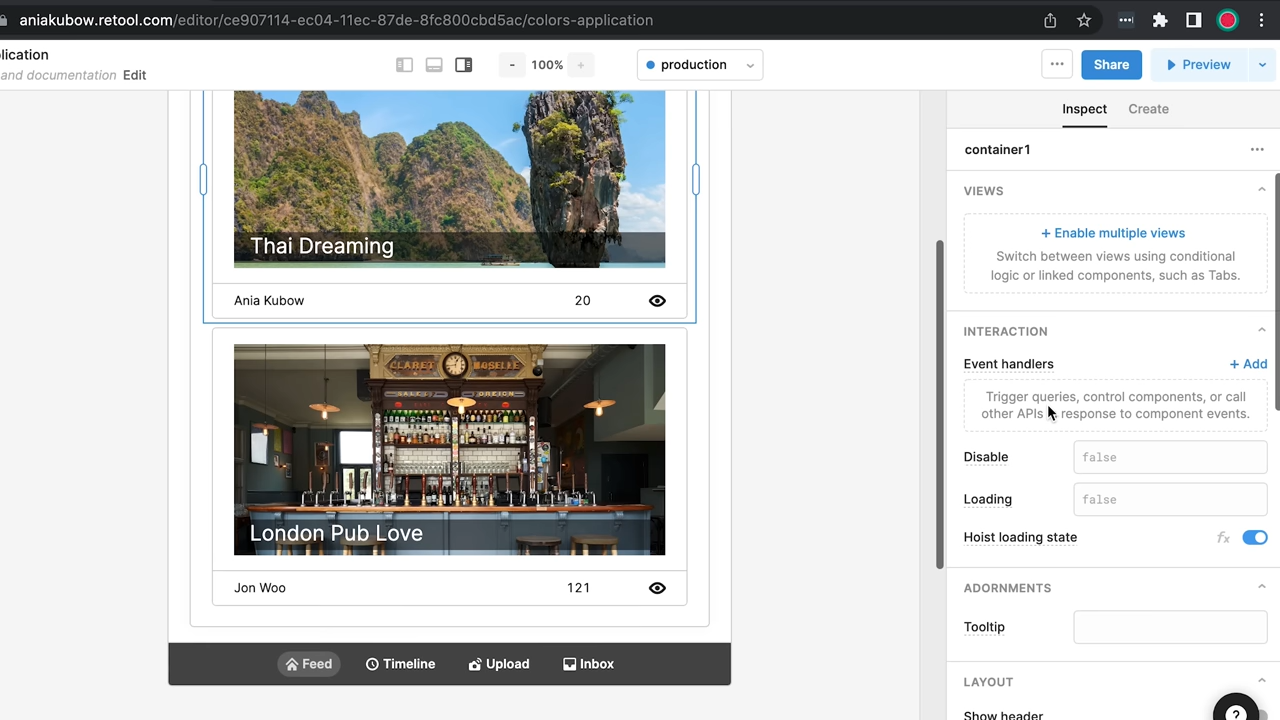 aniakubow.retool.com/editor/ce907114-ec04-11ec-87de-8fc800cbd5ac/colors-application
lication
and documentation Edit
- 100% +
production
Share
Preview
Inspect Create
container1
VIEWS
+ Enable multiple views
Switch between views using conditional
logic or linked components, such as Tabs.
INTERACTION
Event handlers + Add
Trigger queries, control components, or call
other APIs response to component events.
Disable false
Loading false
Hoist loading state fx
ADORNMENTS
Tooltip
LAYOUT
Show header
?
Thai Dreaming
Ania Kubow 20
CLARET MOSELLE
London Pub Love
Jon Woo 121
Feed Timeline Upload Inbox